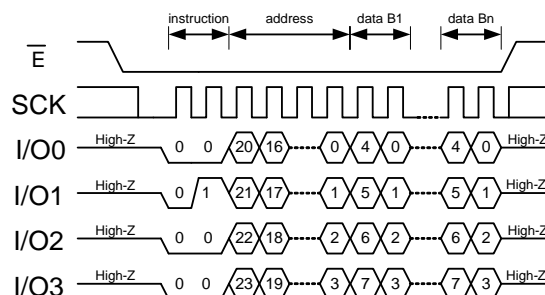 instruction address data B1 data Bn
E
SCK
I/O0 High-Z 0 0 20 16 0 4 0 4 0 High-Z
I/O1 High-Z 0 1 21 17 1 5 1 5 1 High-Z
I/O2 High-Z 0 0 22 18 2 6 2 6 2 High-Z
I/O3 High-Z 0 0 23 19 3 7 3 7 3 High-Z